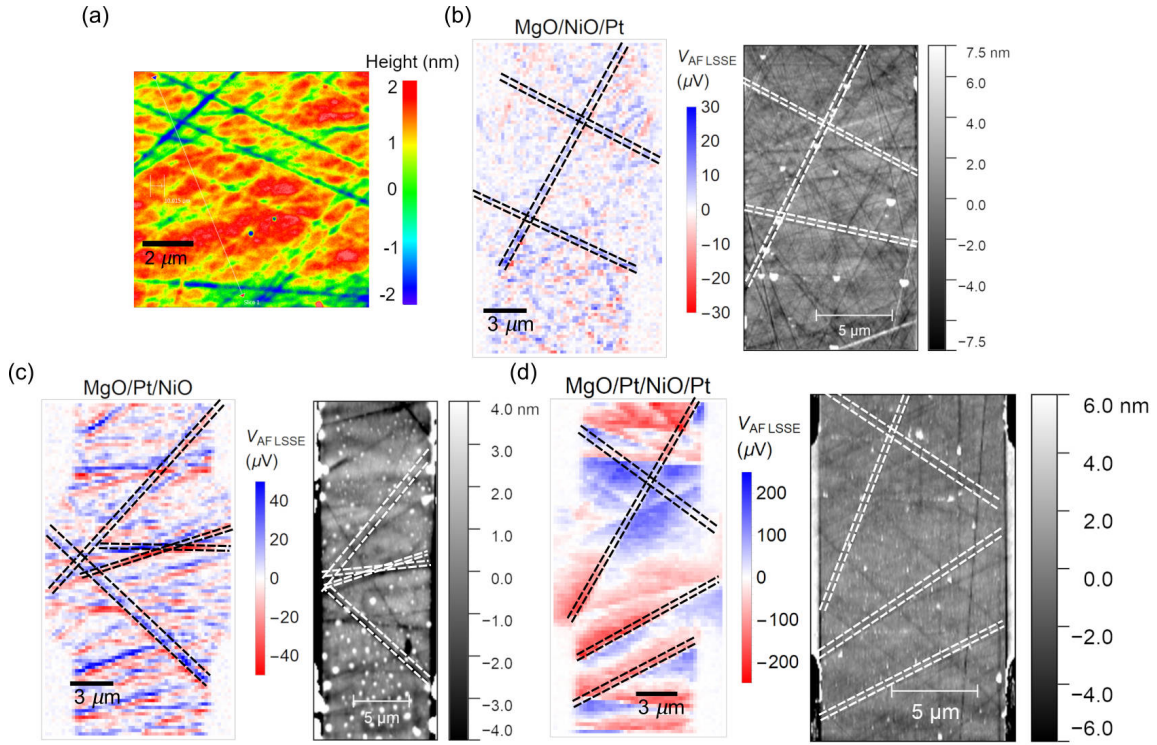 (a)
Height (nm)
2
1
0
-1
-2
2 μm
(b)
MgO/NiO/Pt
V AF LSSE
(μV)
30
20
10
0
−10
−20
−30
3 μm
7.5 nm
6.0
4.0
2.0
0.0
−2.0
−4.0
−7.5
5 μm
(c)
MgO/Pt/NiO
V AF LSSE
(μV)
40
20
0
−20
−40
3 μm
4.0 nm
3.0
2.0
1.0
0.0
−1.0
−2.0
−3.0
−4.0
5 μm
(d)
MgO/Pt/NiO/Pt
V AF LSSE
(μV)
200
100
0
−100
−200
3 μm
6.0 nm
4.0
2.0
0.0
−2.0
−4.0
−6.0
5 μm